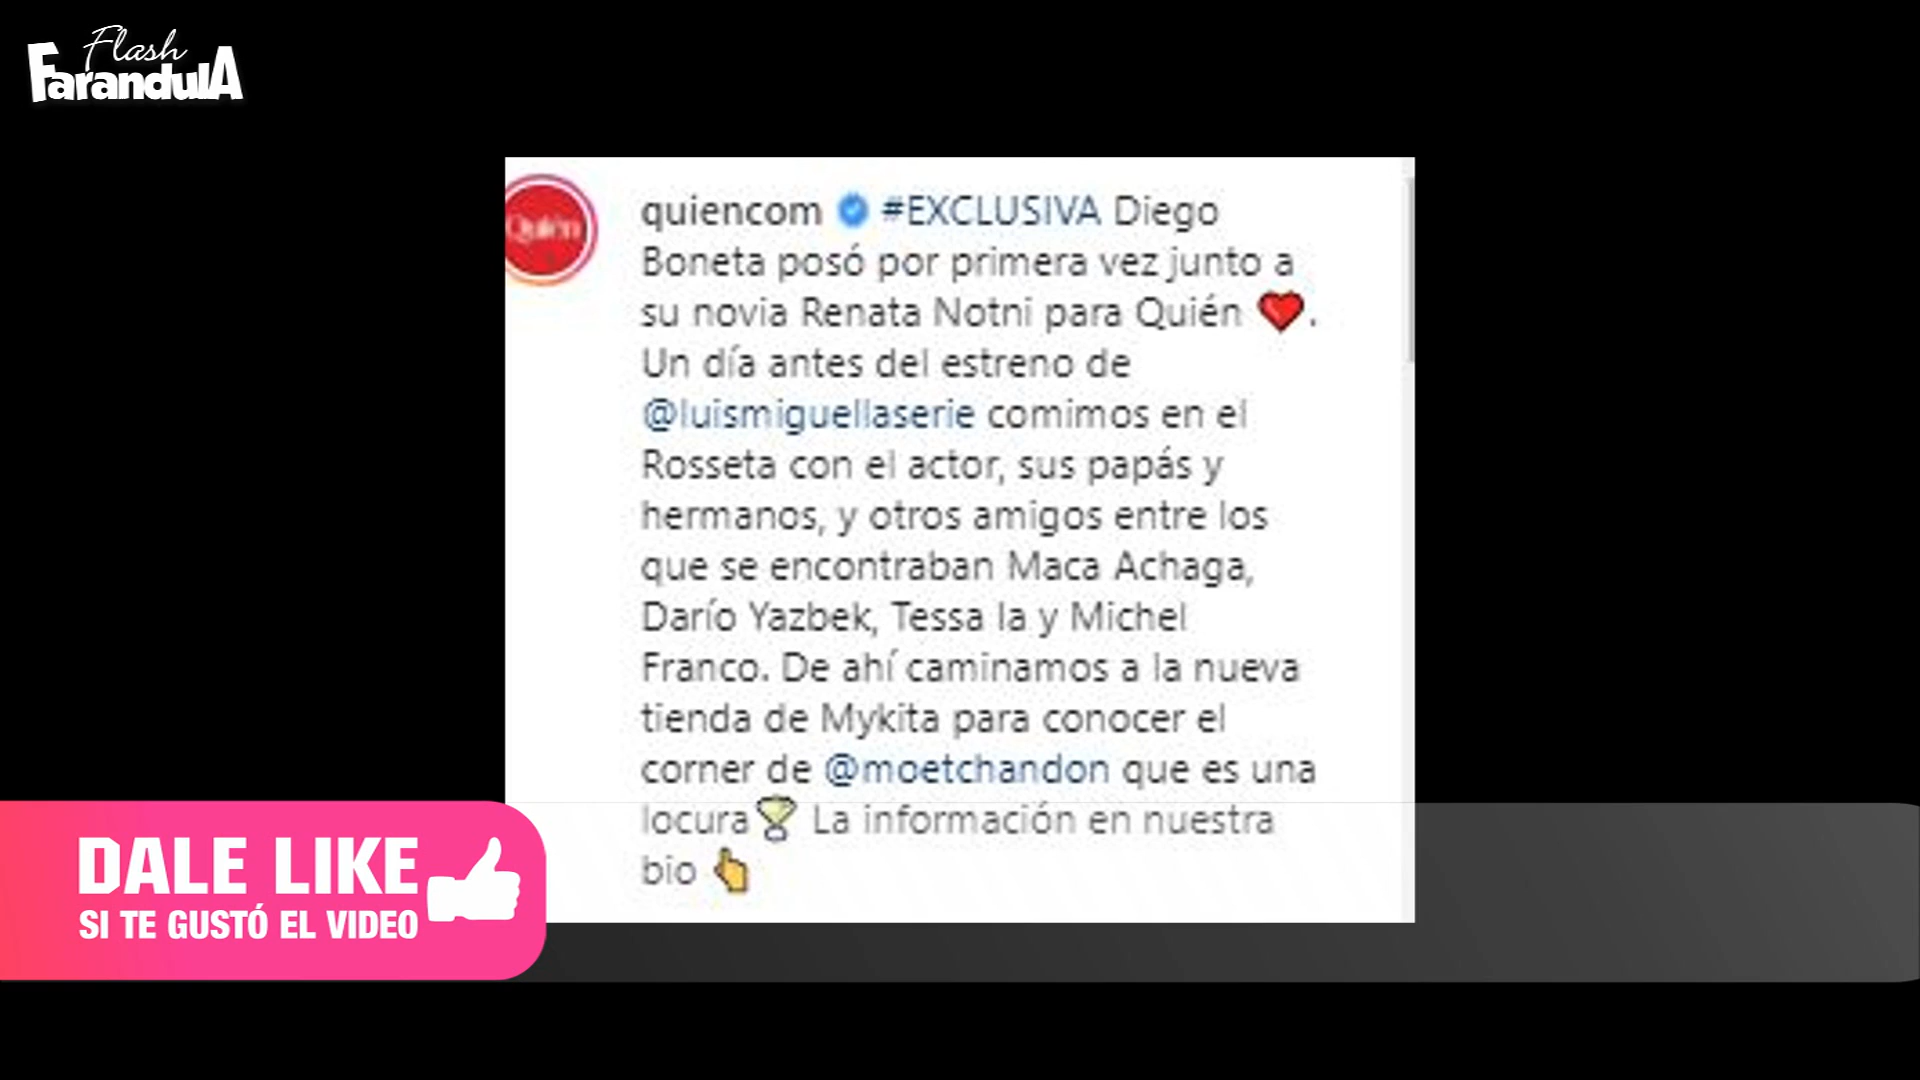 Flash
FarandulA
Quién
quiencom #EXCLUSIVA Diego
Boneta posó por primera vez junto a
su novia Renata Notni para Quién ❤️.
Un día antes del estreno de
@luismiguellaserie comimos en el
Rosseta con el actor, sus papás y
hermanos, y otros amigos entre los
que se encontraban Maca Achaga,
Darío Yazbek, Tessa Ia y Michel
Franco. De ahí caminamos a la nueva
tienda de Mykita para conocer el
corner de @moetchandon que es una
locura🏆 La información en nuestra
bio 👆
DALE LIKE
SI TE GUSTÓ EL VIDEO